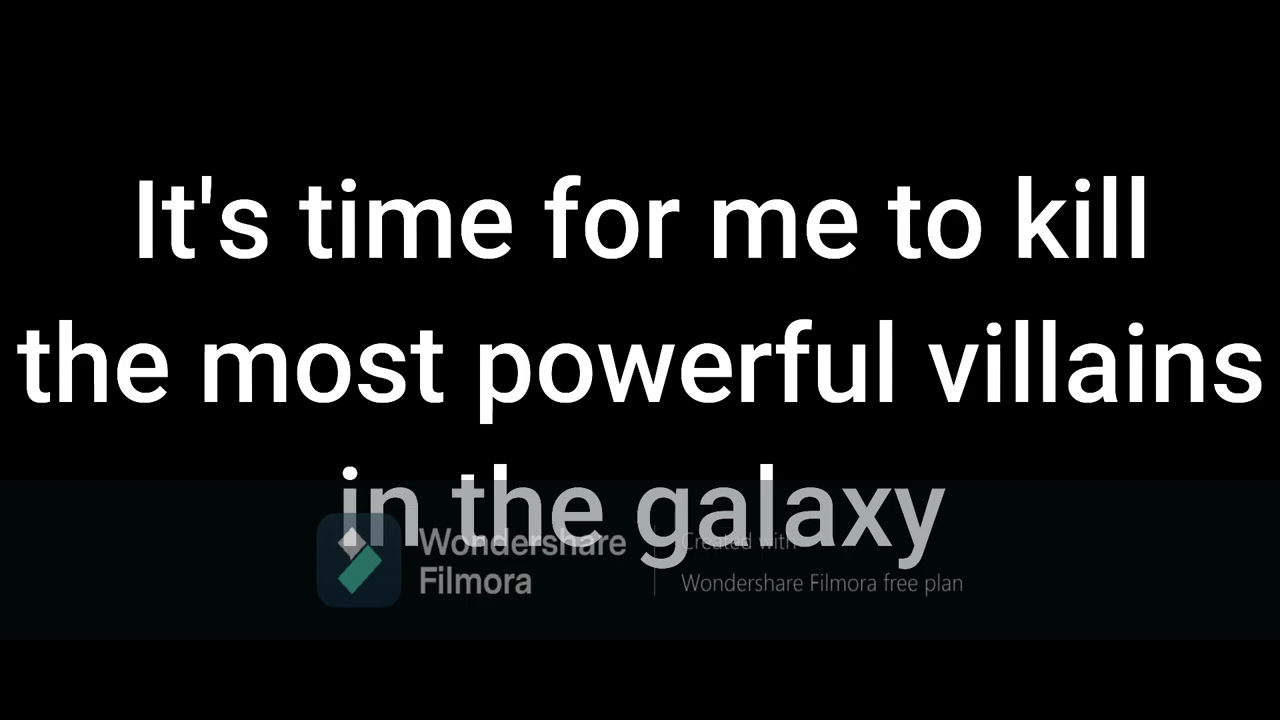 It's time for me to kill
the most powerful villains
in the galaxy
Wondershare
Filmora
Created with
Wondershare Filmora free plan